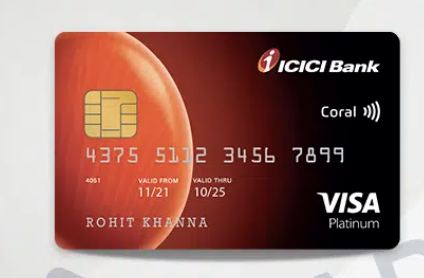 ICICI Bank
Coral
4375 5112 3456 7899
4051 VALID FROM VALID THRU
11/21 10/25
ROHIT KHANNA
VISA
Platinum